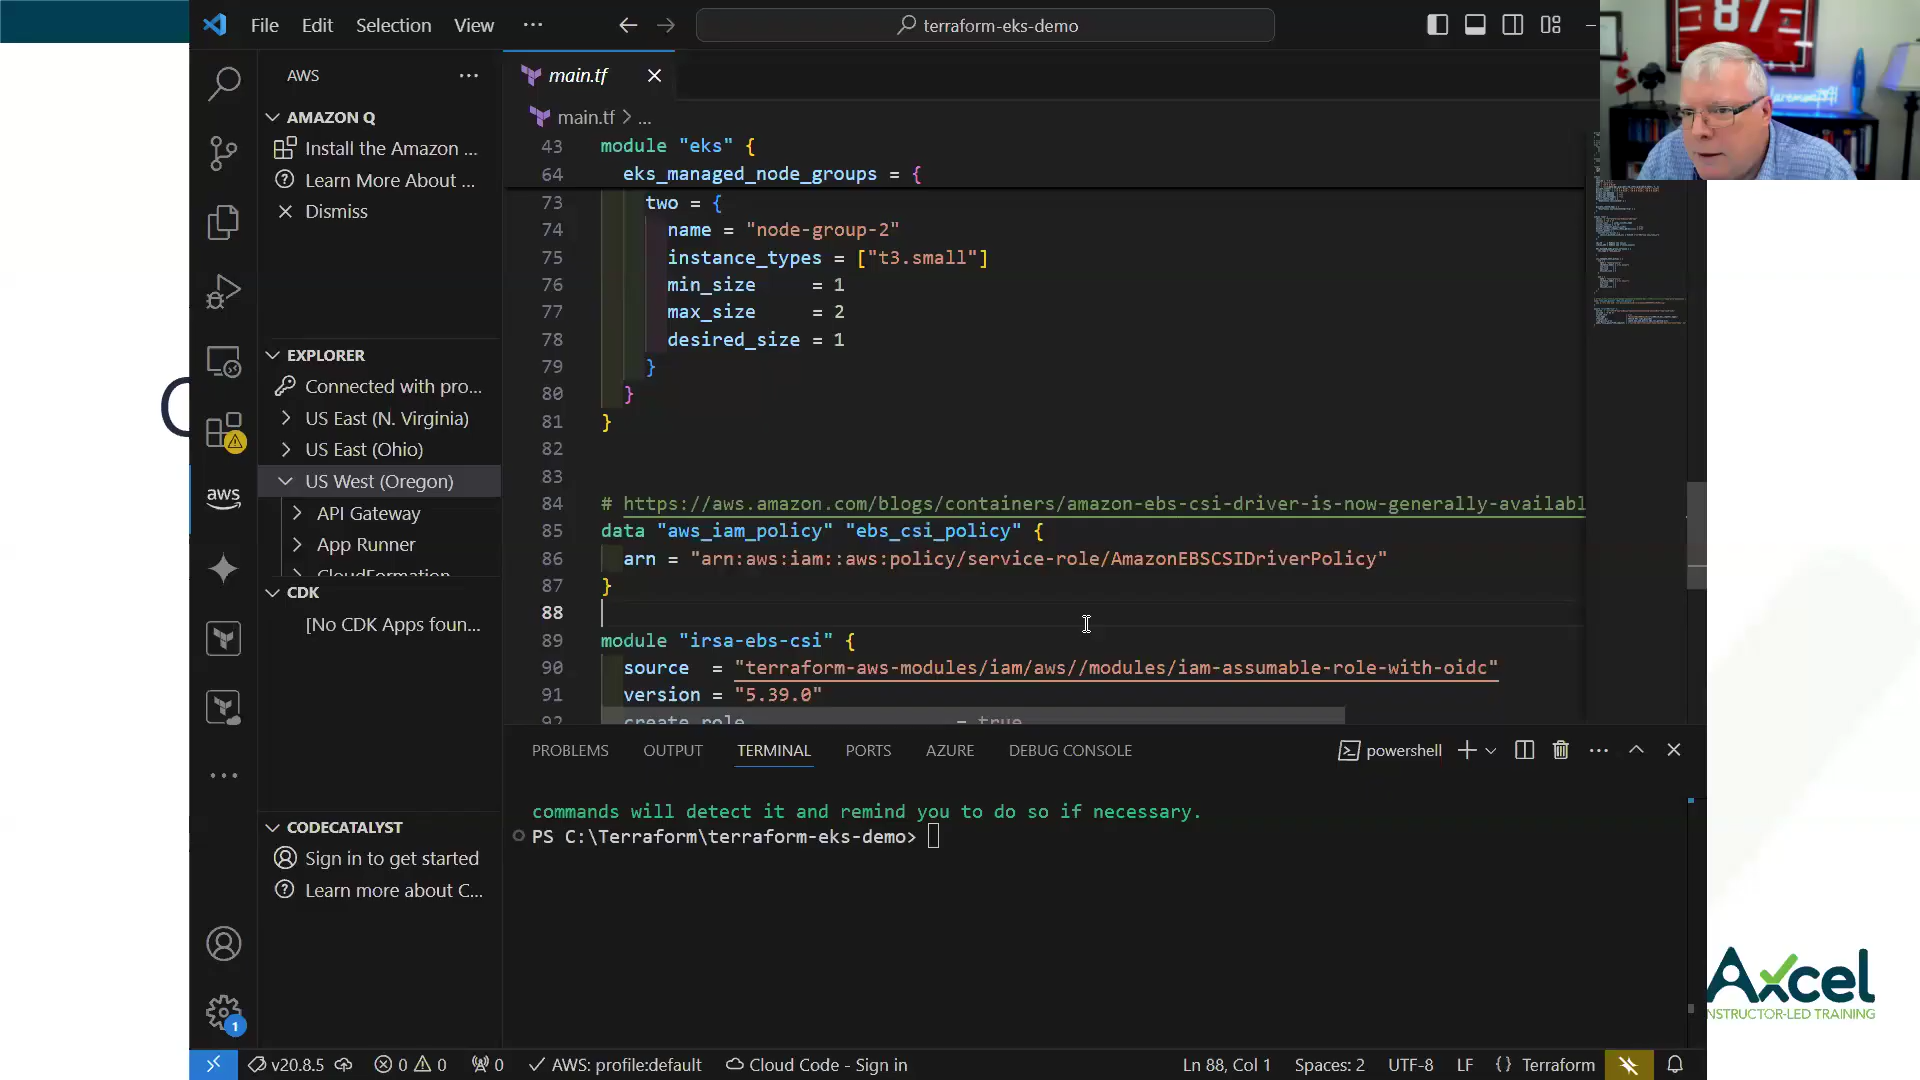 File Edit Selection View ...
terraform-eks-demo
87
AWS
main.tf
AMAZON Q
Install the Amazon ...
Learn More About ...
Dismiss
main.tf > ...
43 module "eks" {
64 eks_managed_node_groups = {
73 two = {
74 name = "node-group-2"
75 instance_types = ["t3.small"]
76 min_size = 1
77 max_size = 2
78 desired_size = 1
79 }
80 }
81 }
82
83
84 # https://aws.amazon.com/blogs/containers/amazon-ebs-csi-driver-is-now-generally-availabl
85 data "aws_iam_policy" "ebs_csi_policy" {
86 arn = "arn:aws:iam::aws:policy/service-role/AmazonEBSCSIDriverPolicy"
87 }
88
89 module "irsa-ebs-csi" {
90 source = "terraform-aws-modules/iam/aws//modules/iam-assumable-role-with-oidc"
91 version = "5.39.0"
92 create_role = true
EXPLORER
Connected with pro...
US East (N. Virginia)
US East (Ohio)
US West (Oregon)
API Gateway
App Runner
CloudFormation
CDK
[No CDK Apps foun...
aws
CODECATALYST
Sign in to get started
Learn more about C...
1
PROBLEMS OUTPUT TERMINAL PORTS AZURE DEBUG CONSOLE
powershell
commands will detect it and remind you to do so if necessary.
PS C:\Terraform\terraform-eks-demo>
v20.8.5 0 0 0 AWS: profile:default Cloud Code - Sign in
Ln 88, Col 1 Spaces: 2 UTF-8 LF {} Terraform
Axcel
NSTRUCTOR-LED TRAINING